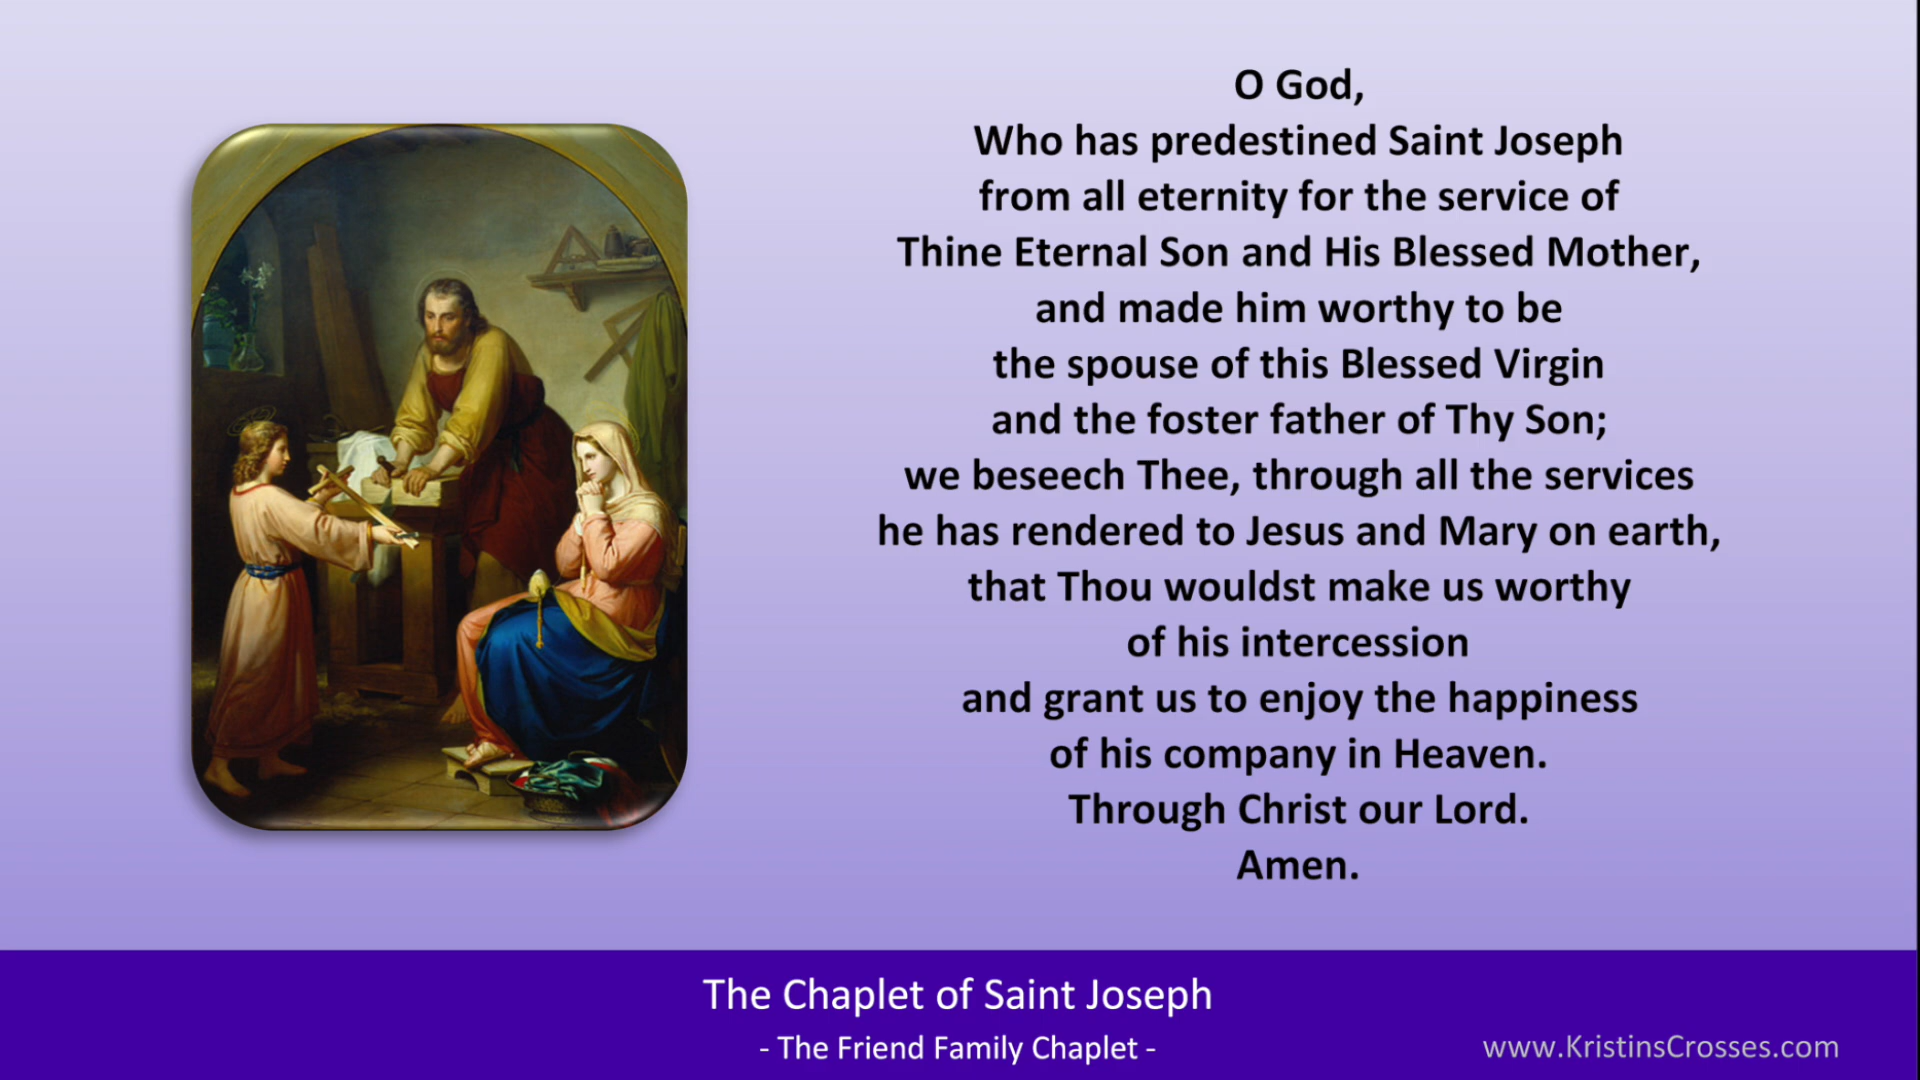 O God,
Who has predestined Saint Joseph
from all eternity for the service of
Thine Eternal Son and His Blessed Mother,
and made him worthy to be
the spouse of this Blessed Virgin
and the foster father of Thy Son;
we beseech Thee, through all the services
he has rendered to Jesus and Mary on earth,
that Thou wouldst make us worthy
of his intercession
and grant us to enjoy the happiness
of his company in Heaven.
Through Christ our Lord.
Amen.
The Chaplet of Saint Joseph
- The Friend Family Chaplet -
www.KristinsCrosses.com